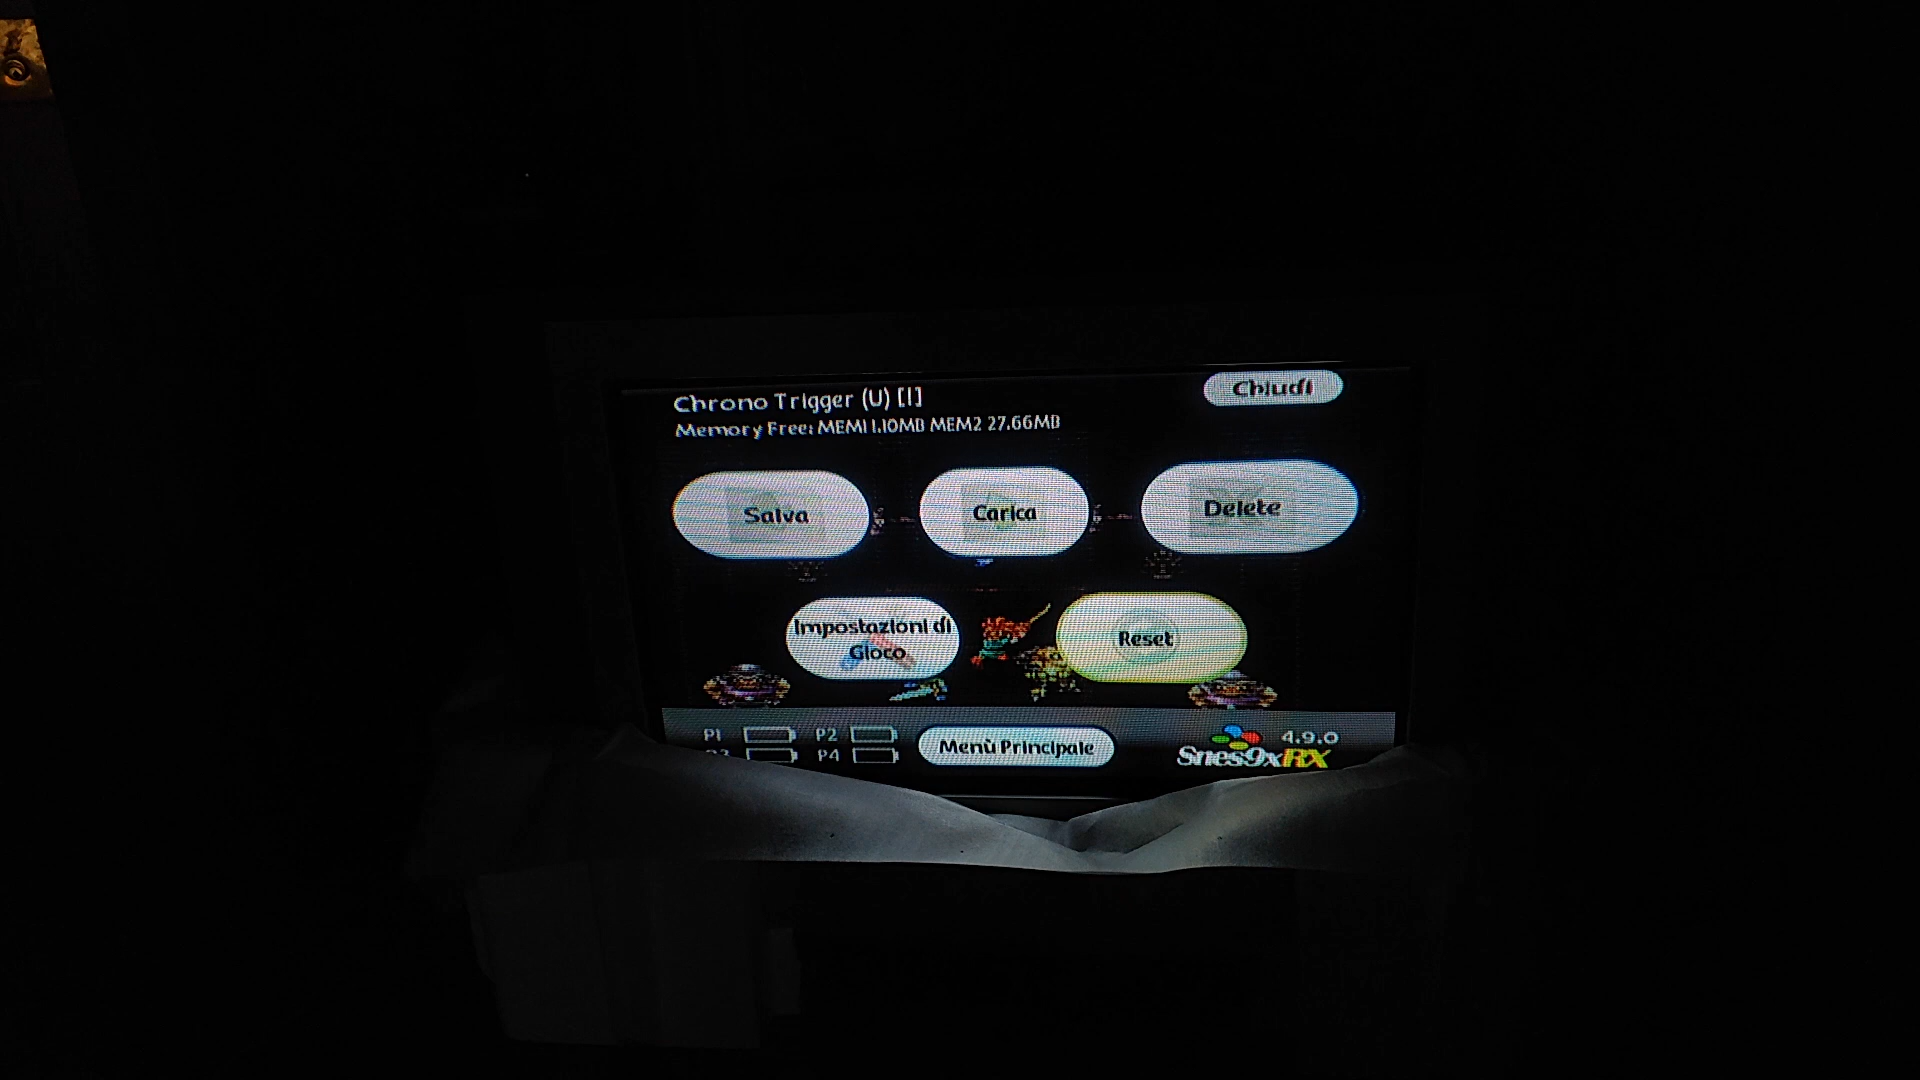 Chrono Trigger (U) [!]
Chiudi
Memory Free: MEM1 1.10MB MEM2 27.66MB
Salva
Carica
Delete
Impostazioni di
Gioco
Reset
P1
P2
Menù Principale
4.9.0
P3
P4
Snes9xRX